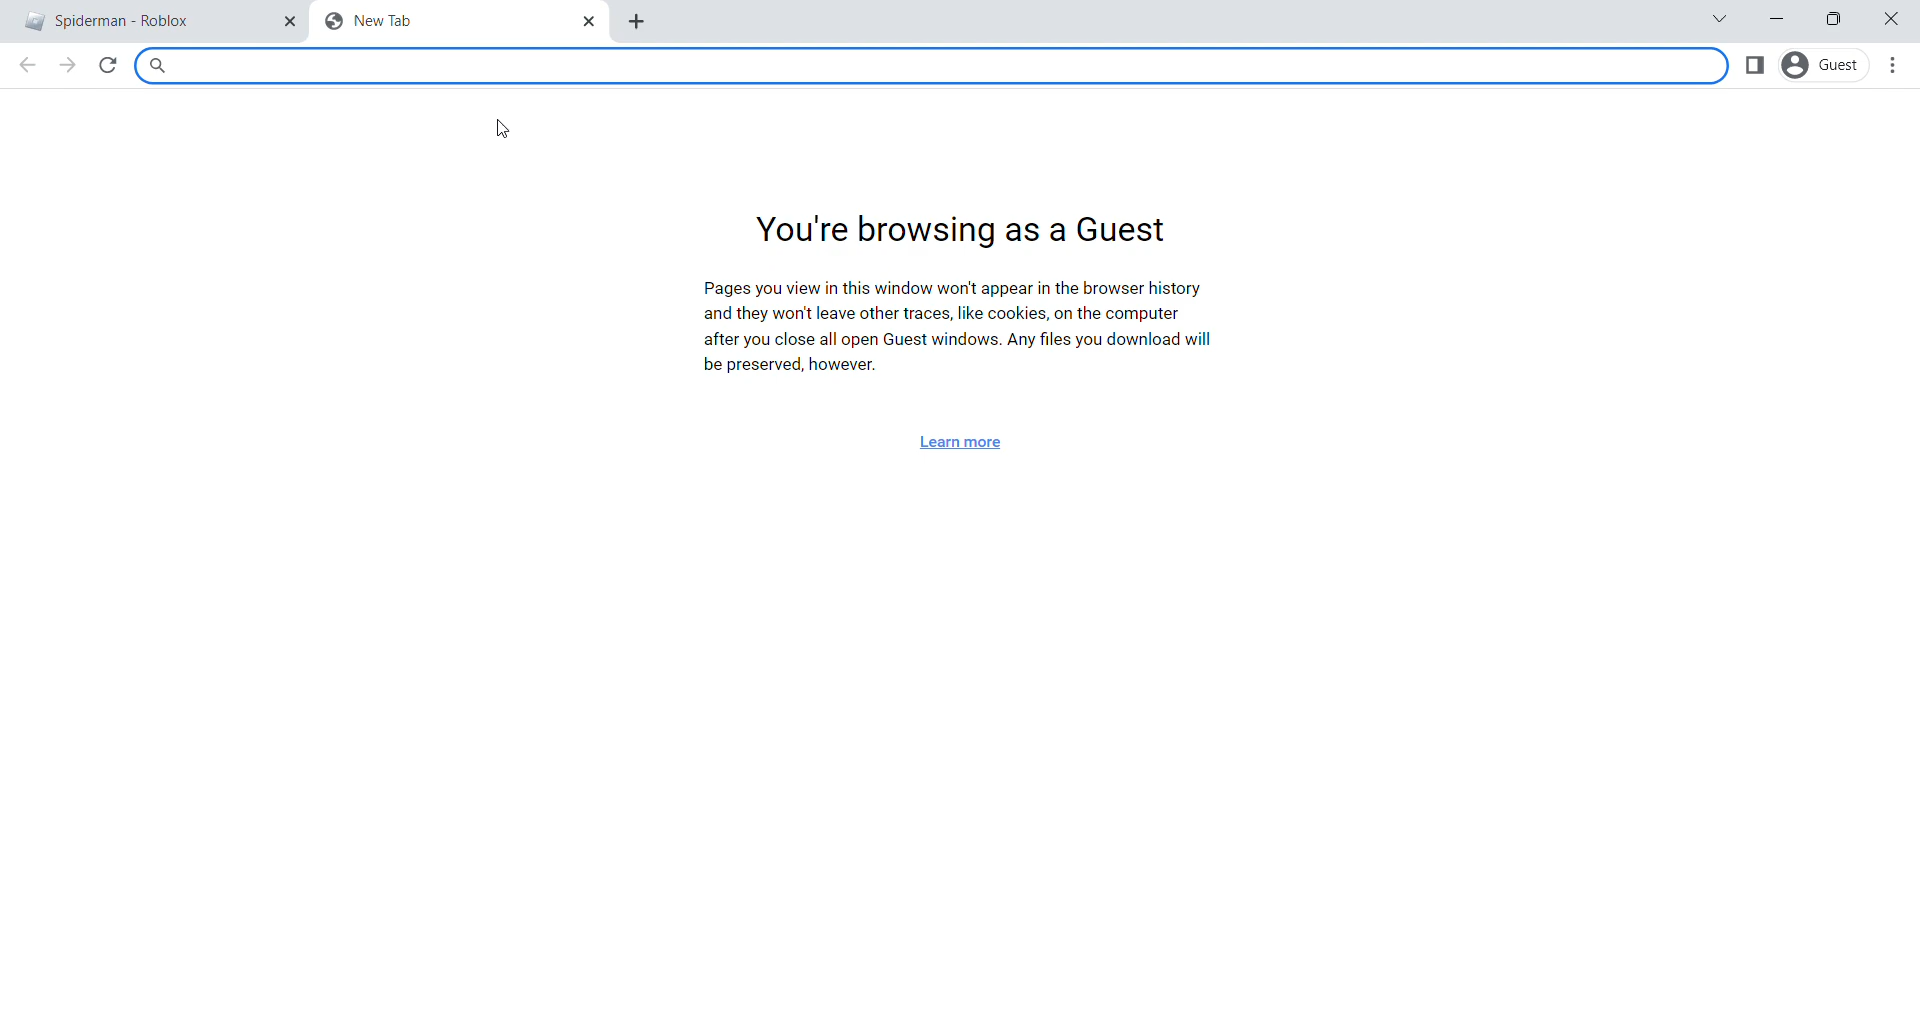 Spiderman - Roblox
New Tab
Guest
You're browsing as a Guest
Pages you view in this window won't appear in the browser history
and they won't leave other traces, like cookies, on the computer
after you close all open Guest windows. Any files you download will
be preserved, however.
Learn more